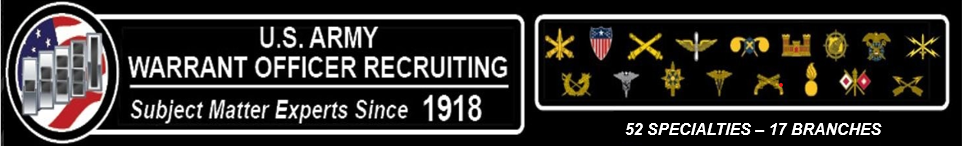 U.S. ARMY
WARRANT OFFICER RECRUITING
Subject Matter Experts Since 1918
52 SPECIALTIES – 17 BRANCHES